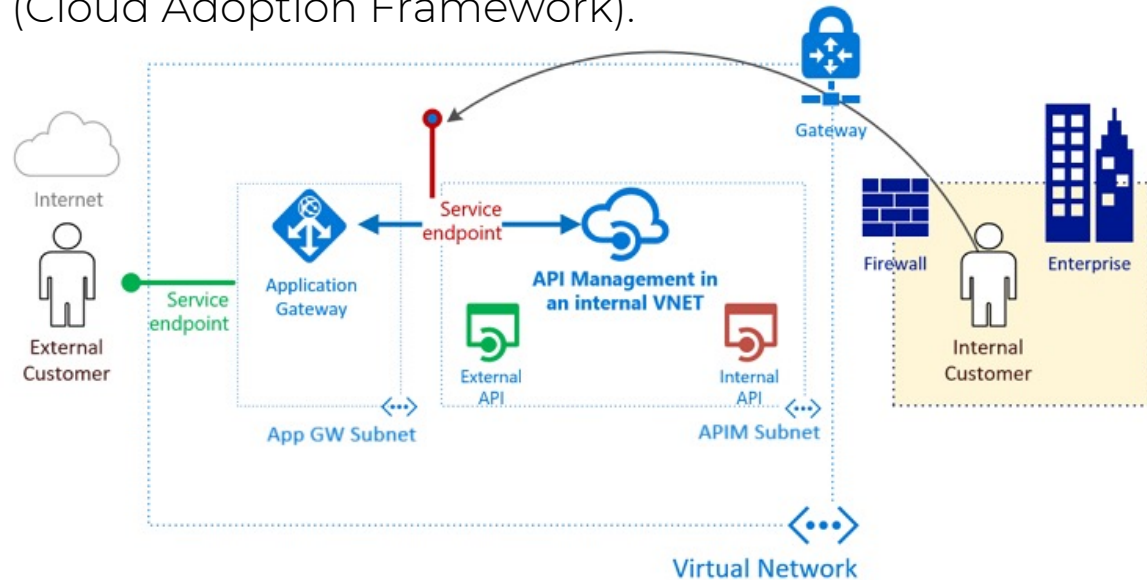 (Cloud Adoption Framework).
Gateway
Internet
Service
endpoint
Application
Gateway
API Management in
an internal VNET
Firewall
Enterprise
Service
endpoint
External
Customer
External
API
Internal
API
Internal
Customer
App GW Subnet
APIM Subnet
Virtual Network